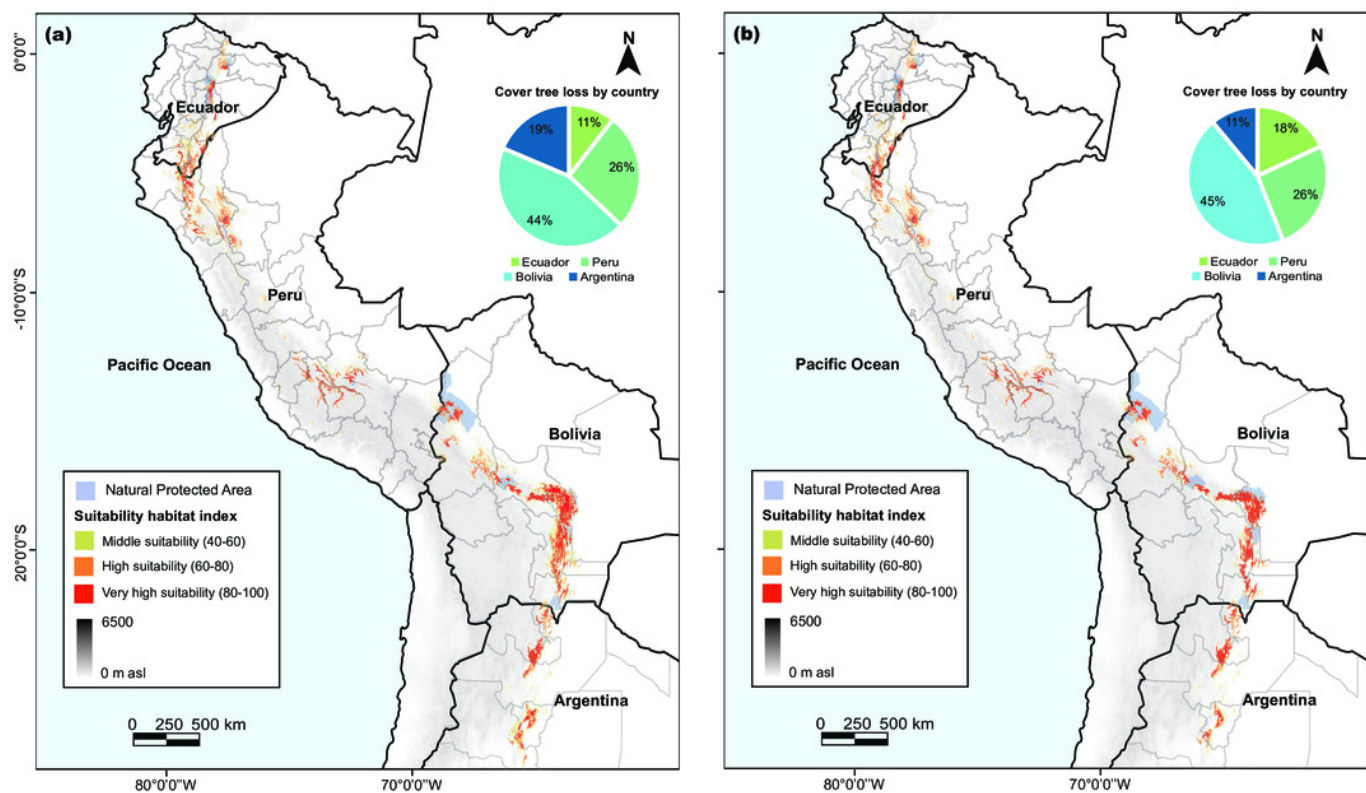 (a)
N
0°0'0"
Ecuador
Cover tree loss by country
19%
11%
26%
44%
Ecuador Peru
Bolivia Argentina
10°0'0"S
Peru
Pacific Ocean
Bolivia
Natural Protected Area
Suitability habitat index
Middle suitability (40-60)
High suitability (60-80)
Very high suitability (80-100)
6500
0 m asl
20°0'0"S
Argentina
0 250 500 km
80°0'0"W 70°0'0"W
(b)
N
Ecuador
Cover tree loss by country
11%
18%
45%
26%
Ecuador Peru
Bolivia Argentina
Peru
Pacific Ocean
Bolivia
Natural Protected Area
Suitability habitat index
Middle suitability (40-60)
High suitability (60-80)
Very high suitability (80-100)
6500
0 m asl
Argentina
0 250 500 km
80°0'0"W 70°0'0"W